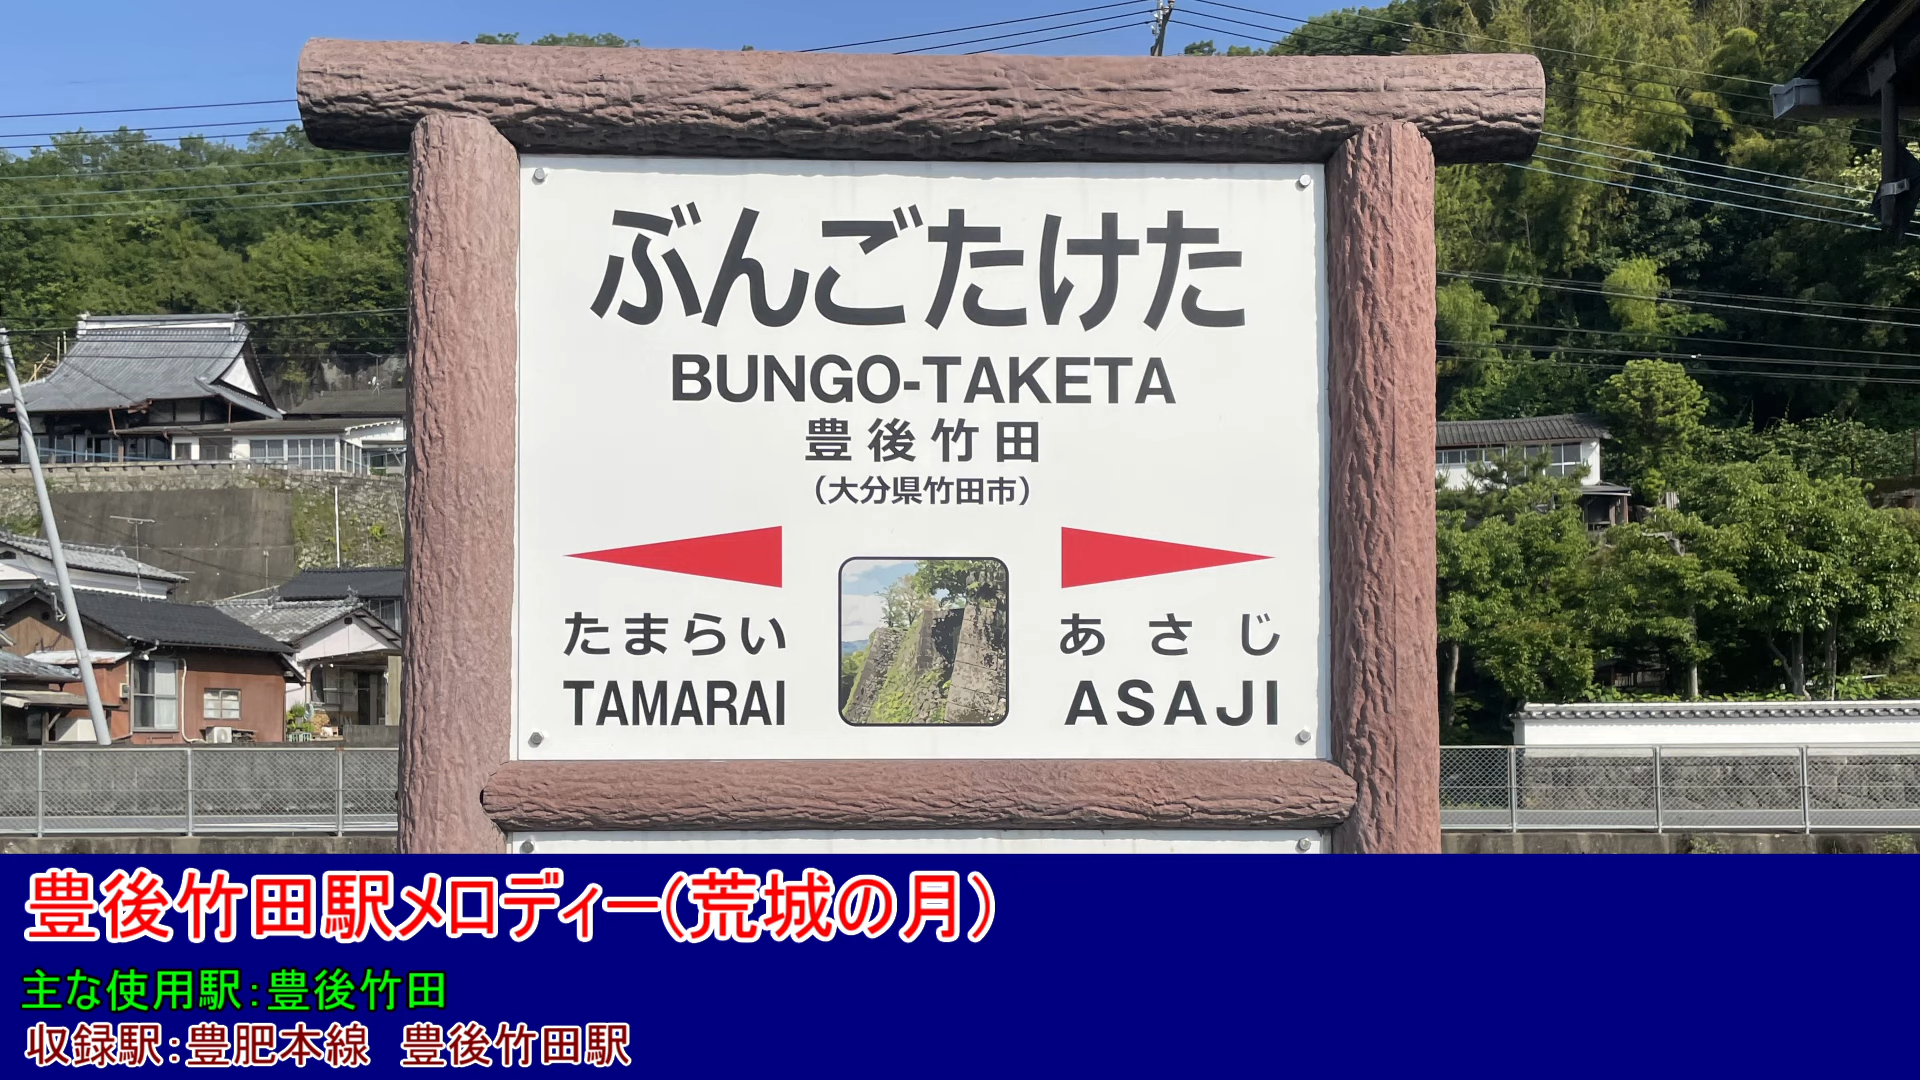 ぶんごたけた
BUNGO-TAKETA
豊後竹田
（大分県竹田市）
たまらい
あさじ
TAMARAI
ASAJI
豊後竹田駅メロディー(荒城の月)
主な使用駅：豊後竹田
収録駅：豊肥本線　豊後竹田駅